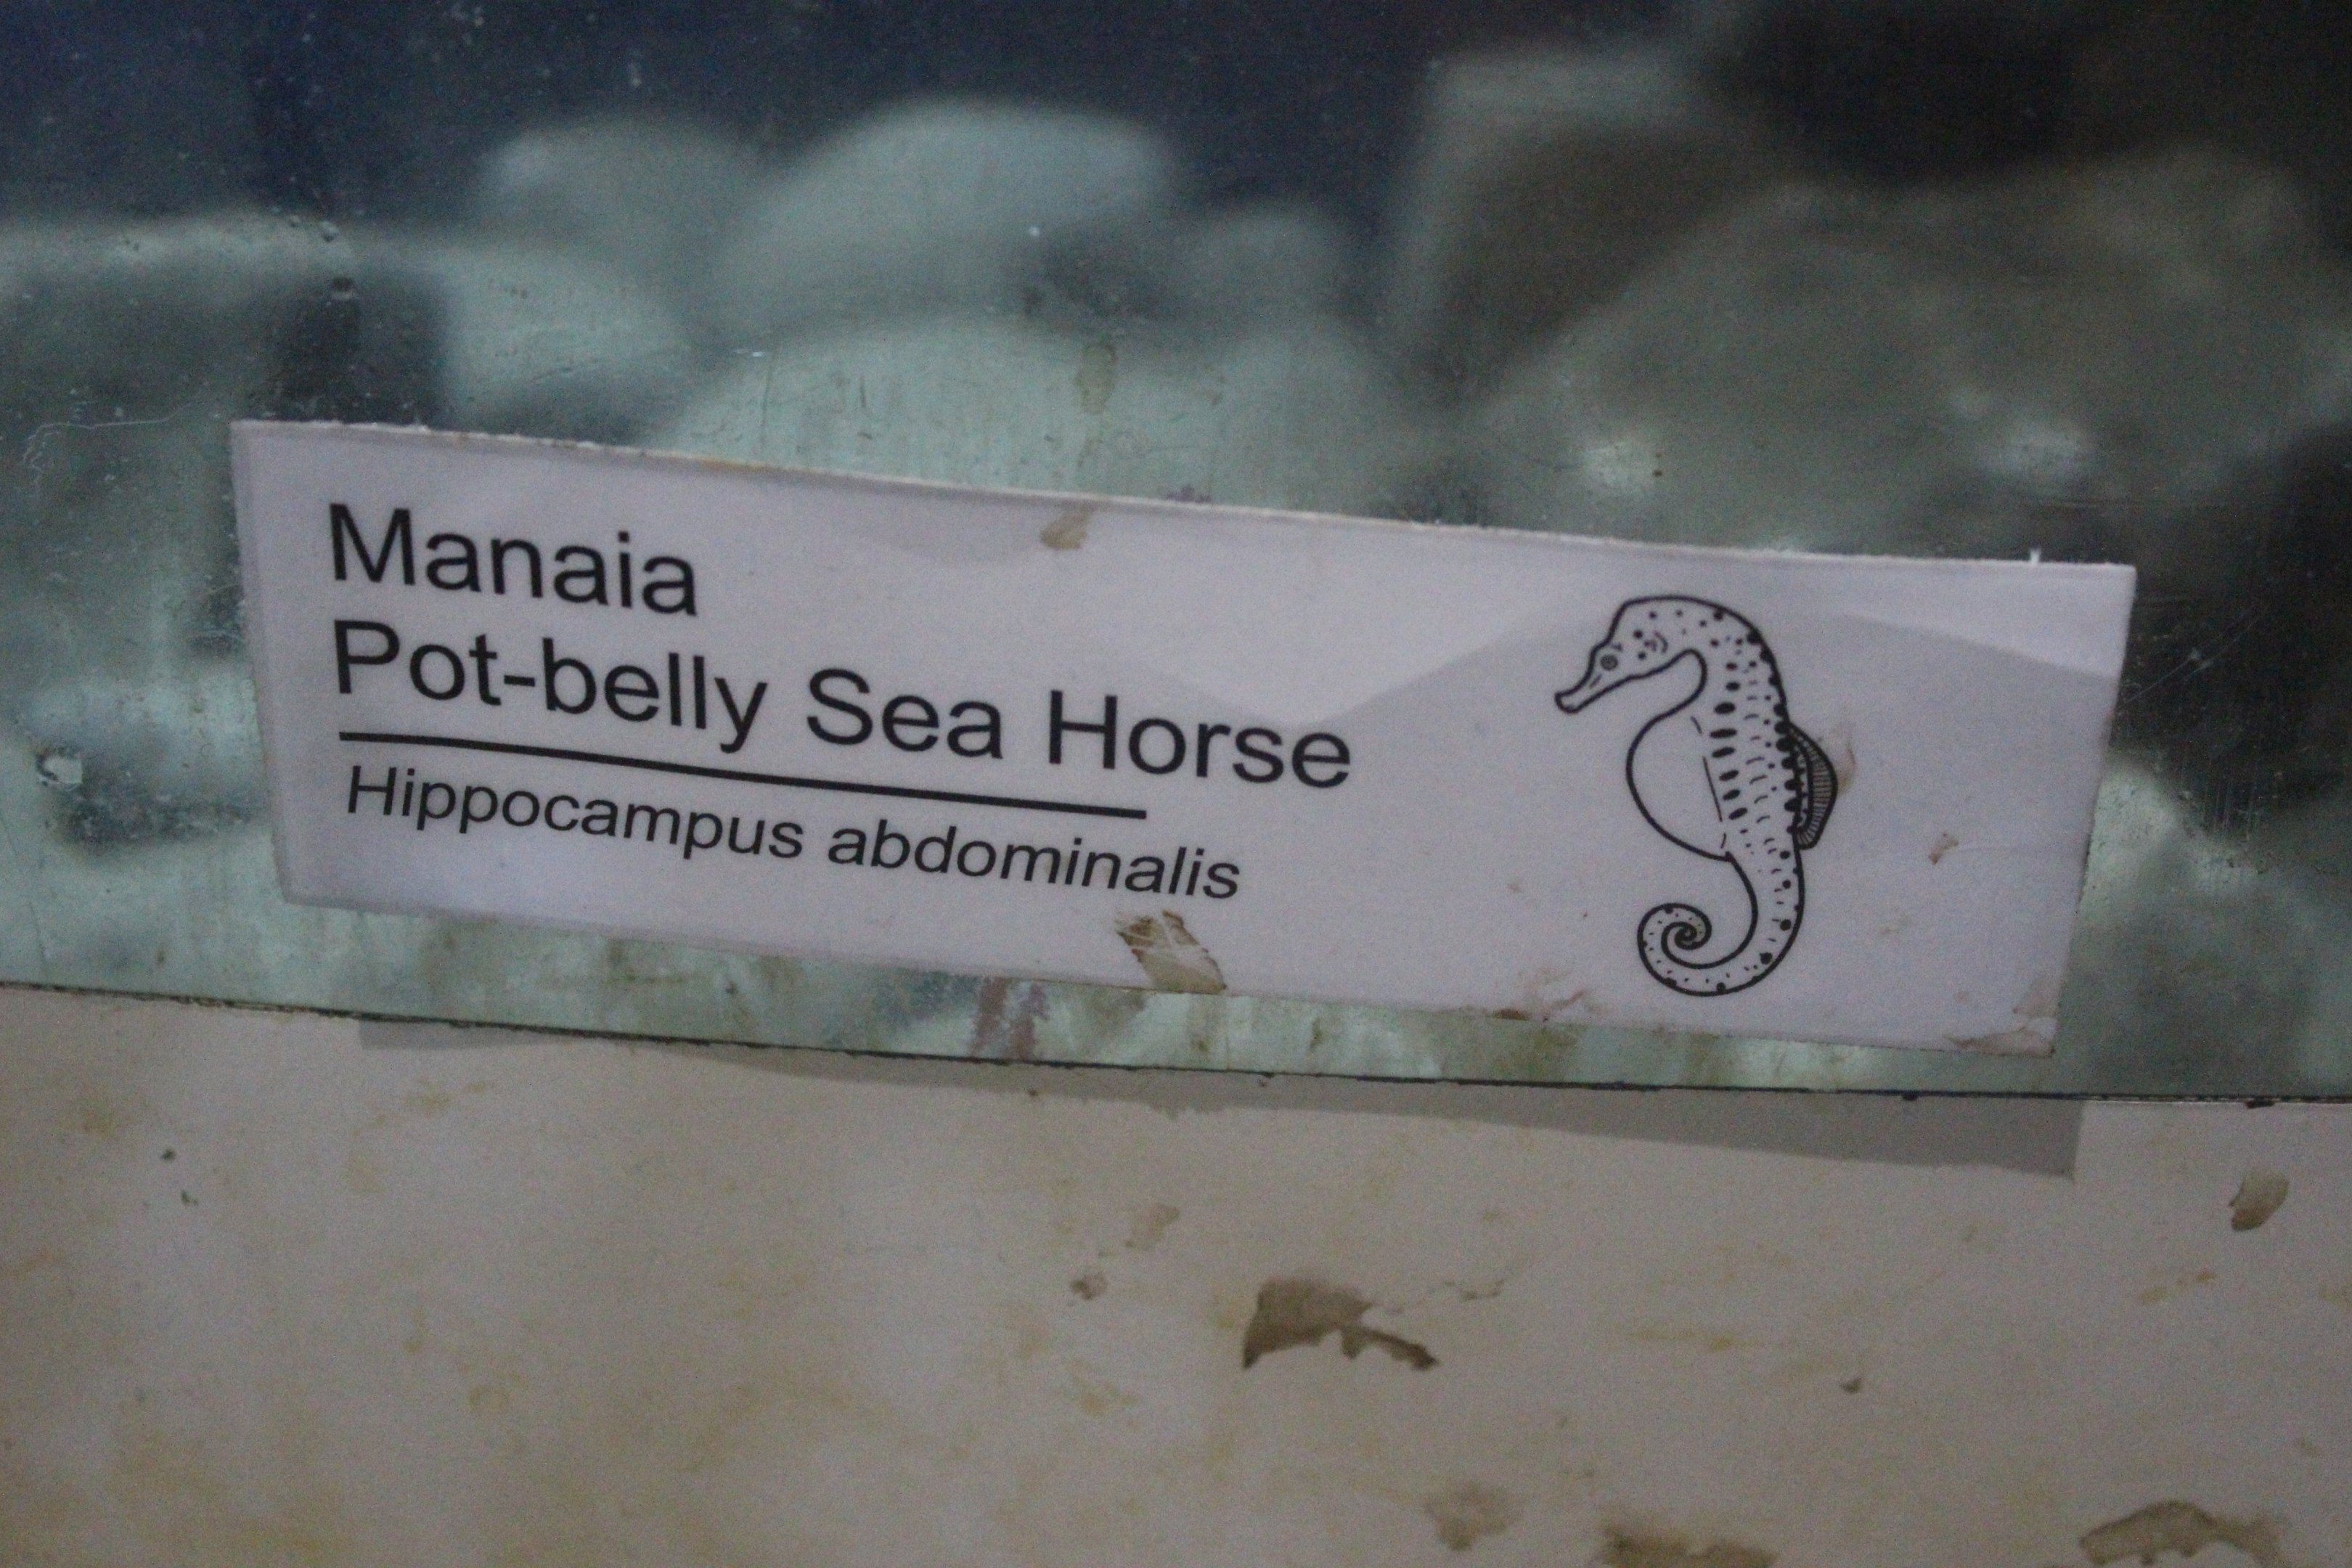 Manaia
Pot-belly Sea Horse
Hippocampus abdominalis